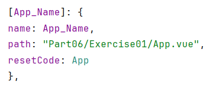 [App_Name]: {
name: App_Name,
path: "Part06/Exercise01/App.vue",
resetCode: App
},